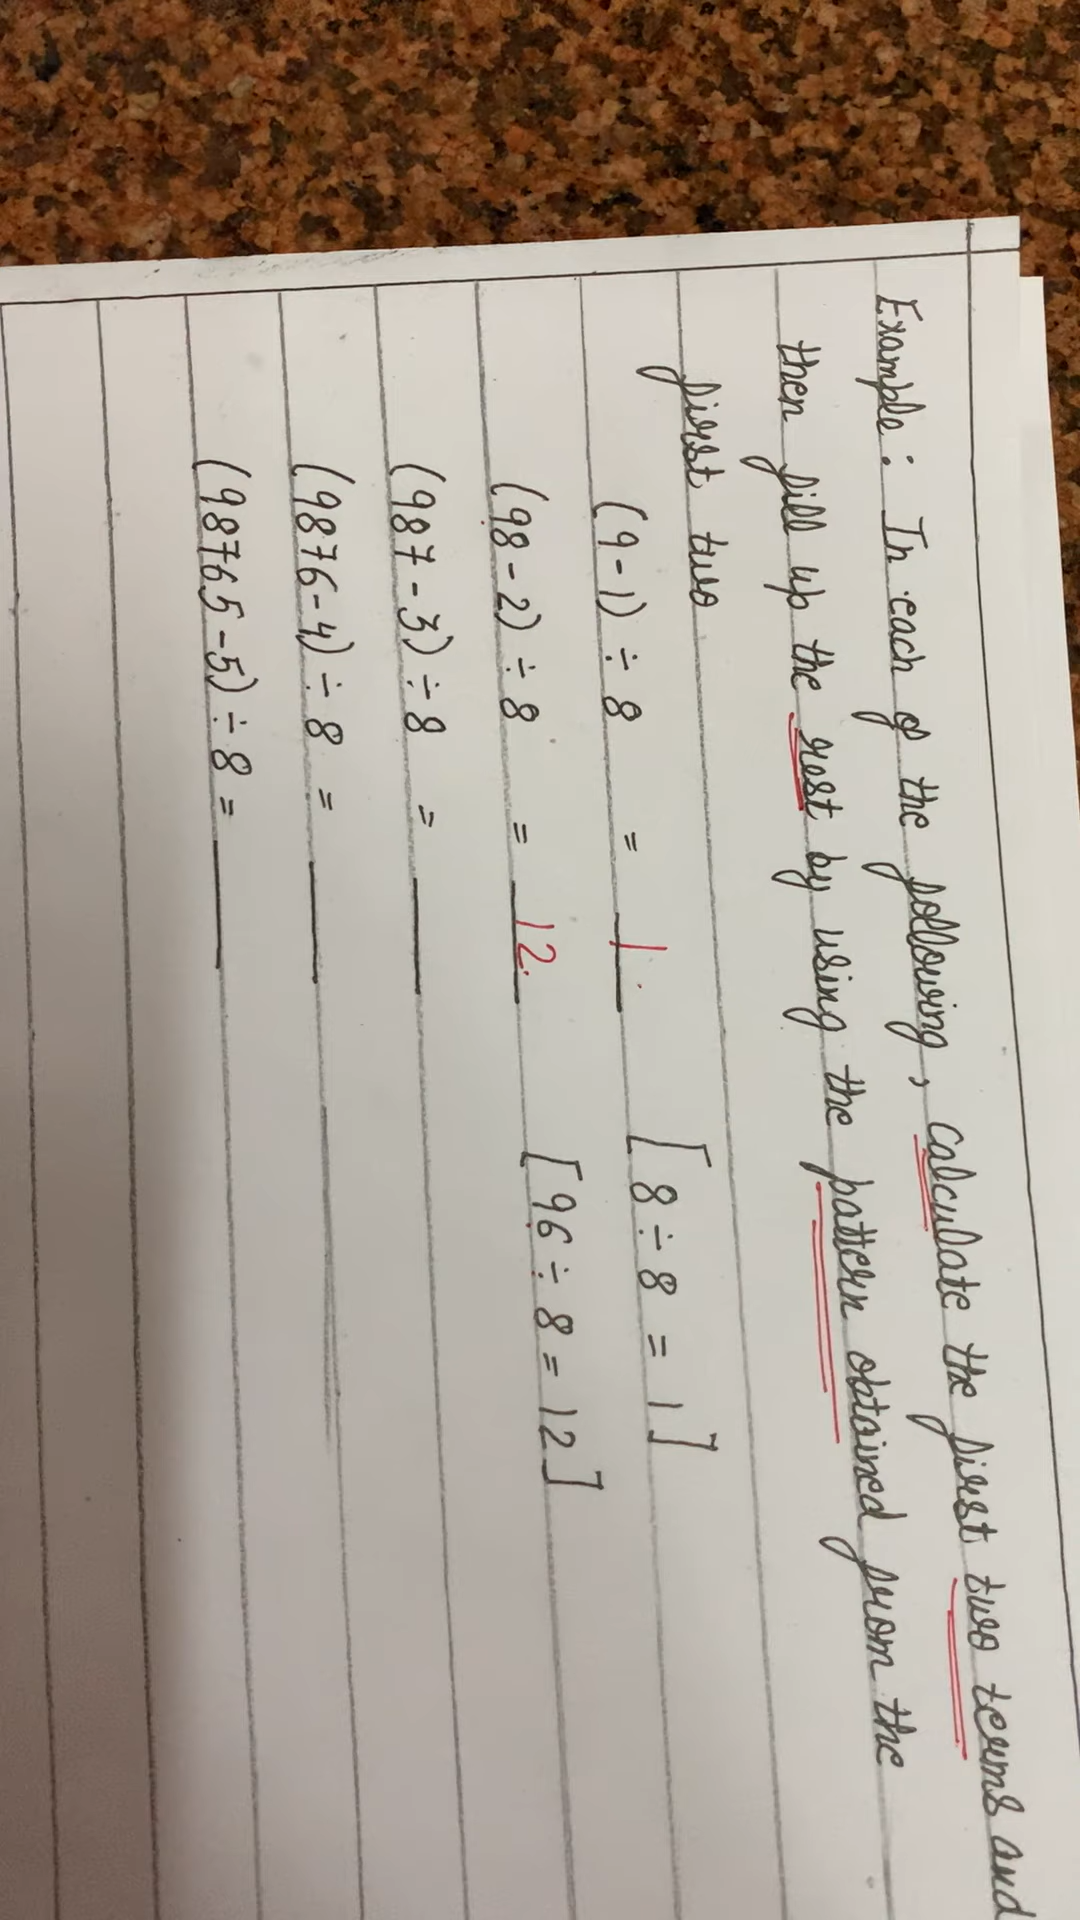 Example: In each of the following, calculate the first two terms and
then fill up the rest by using the pattern obtained from the
first two
(9-1) ÷ 8 = 1 [8 ÷ 8 = 1]
(98-2) ÷ 8 = 12 [96 ÷ 8 = 12]
(987-3) ÷ 8 =
(9876-4) ÷ 8 =
(98765-5) ÷ 8 =